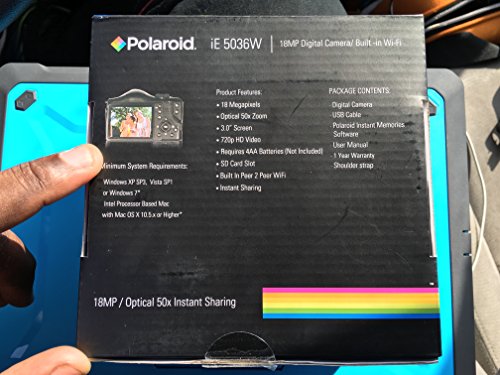 Polaroid. iE 5036W 18MP Digital Camera/ Built-in Wi-Fi
Product Features:
• 18 Megapixels
• Optical 50x Zoom
• 3.0" Screen
• 720p HD Video
• Requires 4AA Batteries (Not Included)
• SD Card Slot
• Built In Peer 2 Peer WiFi
• Instant Sharing
PACKAGE CONTENTS:
Digital Camera
USB Cable
Polaroid Instant Memories
Software
User Manual
1 Year Warranty
Shoulder strap
Minimum System Requirements:
Windows XP SP3, Vista SP1
or Windows 7*
Intel Processor Based Mac
with Mac OS X 10.5.x or Higher*
18MP / Optical 50x Instant Sharing